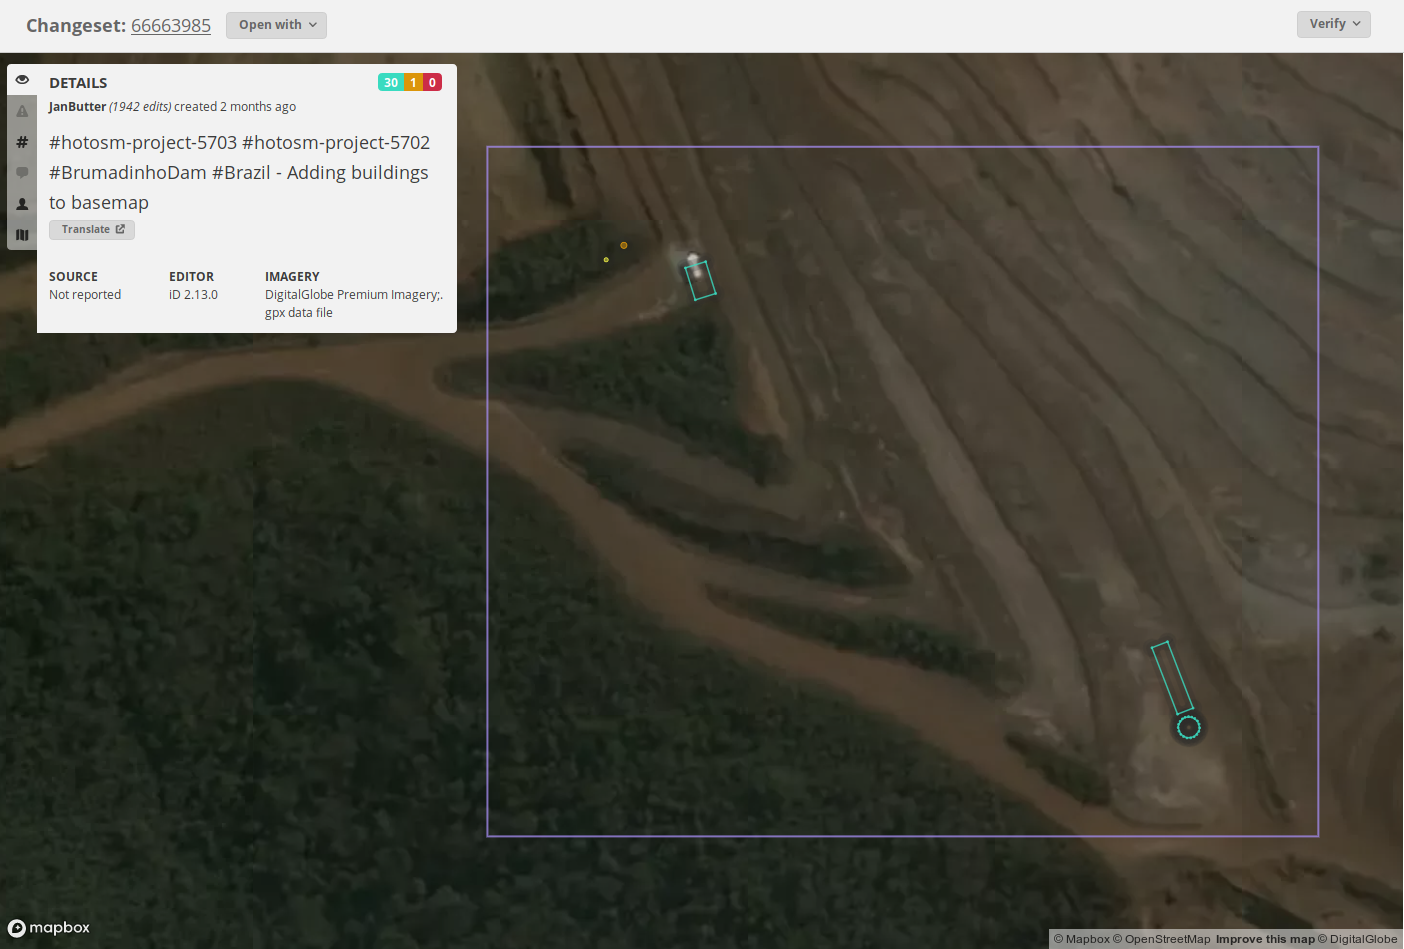 Changeset: 66663985 Open with
Verify
DETAILS 30 1 0
JanButter (1942 edits) created 2 months ago
#hotosm-project-5703 #hotosm-project-5702
#BrumadinhoDam #Brazil - Adding buildings
to basemap
Translate
SOURCE EDITOR IMAGERY
Not reported iD 2.13.0 DigitalGlobe Premium Imagery;.
gpx data file
#
mapbox
© Mapbox © OpenStreetMap Improve this map © DigitalGlobe